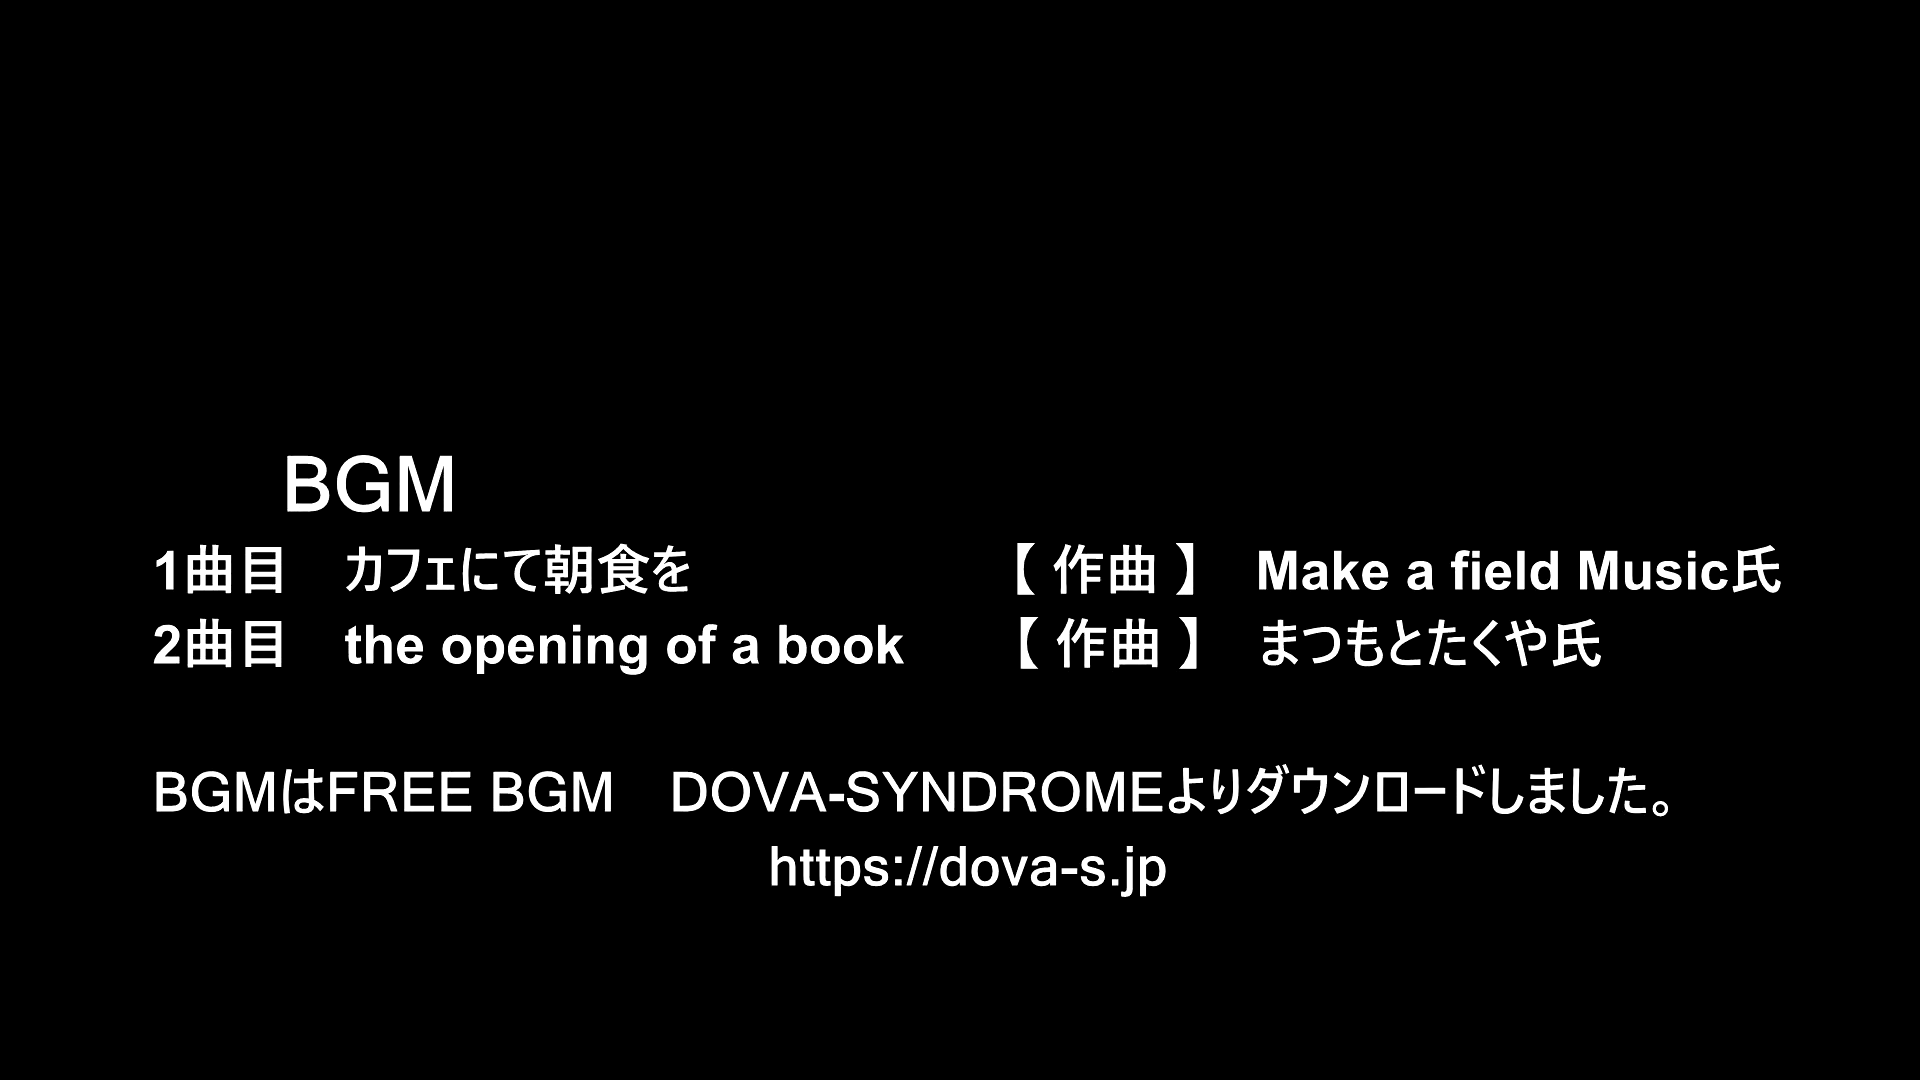 BGM
1曲目　カフェにて朝食を　【 作曲 】　Make a field Music氏
2曲目　the opening of a book　【 作曲 】　まつもとたくや氏
BGMはFREE BGM　DOVA-SYNDROMEよりダウンロードしました。
https://dova-s.jp